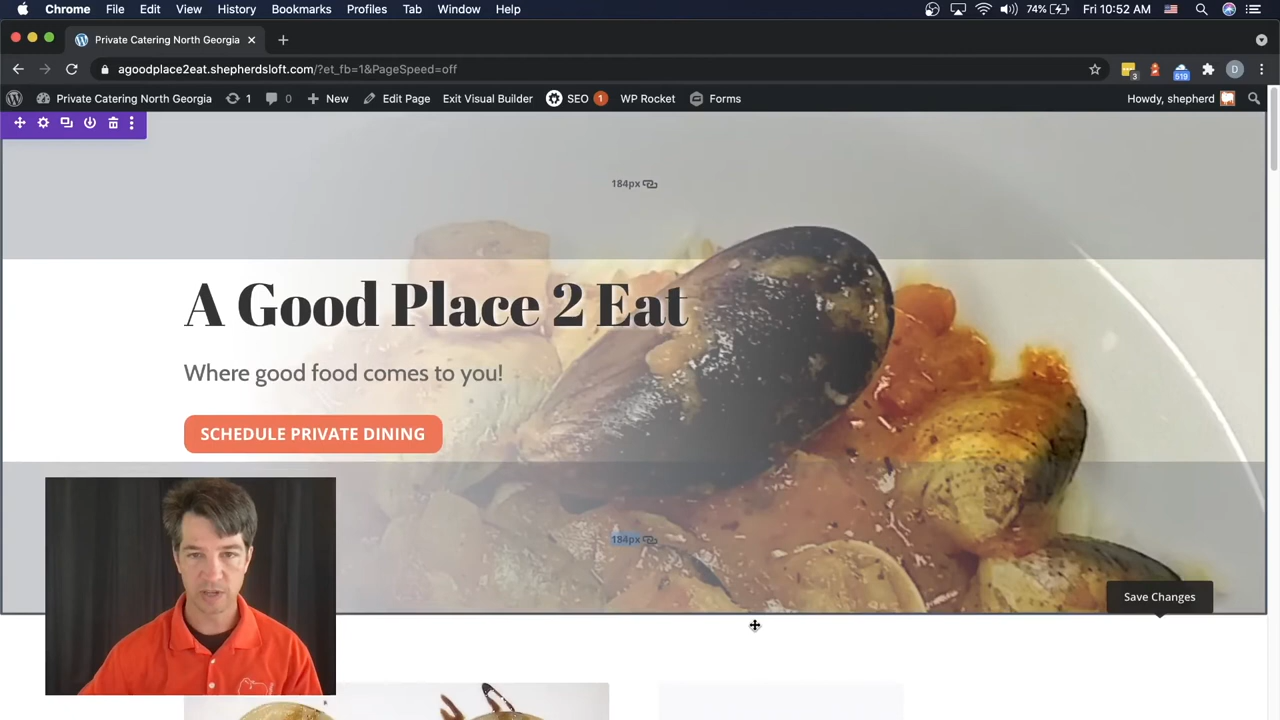 Chrome File Edit View History Bookmarks Profiles Tab Window Help 74% Fri 10:52 AM
Private Catering North Georgia
agoodplace2eat.shepherdsloft.com/?et_fb=1&PageSpeed=off 3 519 D
Private Catering North Georgia 1 0 New Edit Page Exit Visual Builder SEO 1 WP Rocket Forms Howdy, shepherd
184px
A Good Place 2 Eat
Where good food comes to you!
SCHEDULE PRIVATE DINING
184px
Save Changes